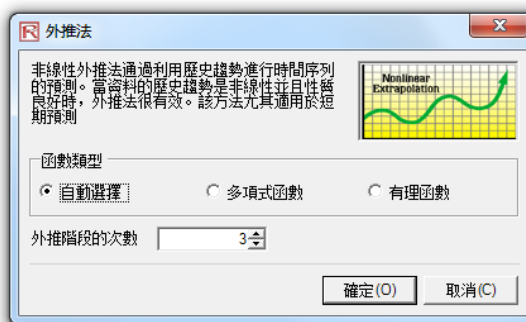 外推法
非線性外推法通過利用歷史趨勢進行時間序列
的預測。當資料的歷史趨勢是非線性並且性質
良好時，外推法很有效。該方法尤其適用於短
期預測
Nonlinear
Extrapolation
函數類型
自動選擇
多項式函數
有理函數
外推階段的次數
3
確定(O)
取消(C)